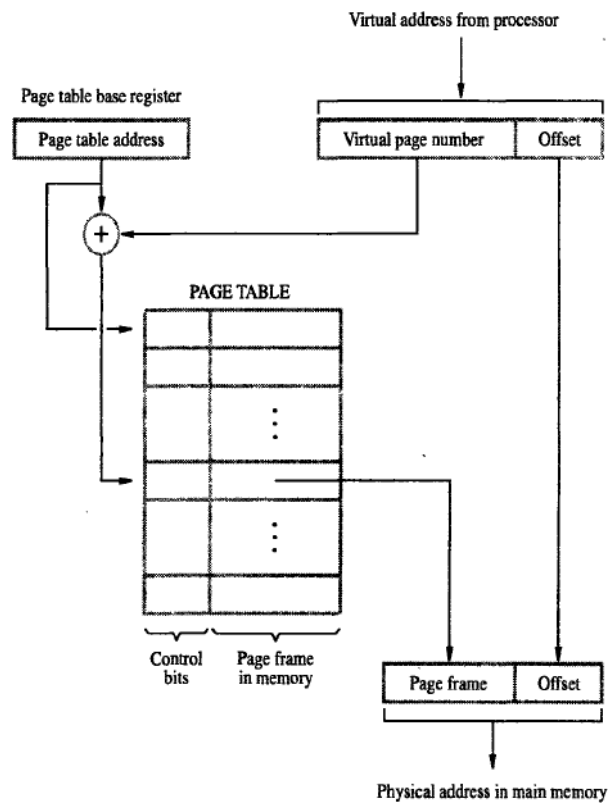 Virtual address from processor
Page table base register
Page table address
Virtual page number
Offset
+
PAGE TABLE
Control
bits
Page frame
in memory
Page frame
Offset
Physical address in main memory